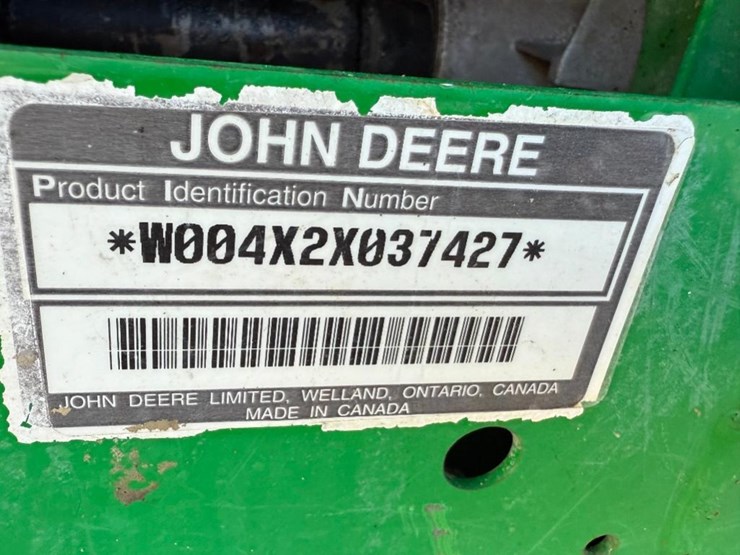 JOHN DEERE
Product Identification Number
*W004X2X037427*
JOHN DEERE LIMITED, WELLAND, ONTARIO, CANADA
MADE IN CANADA